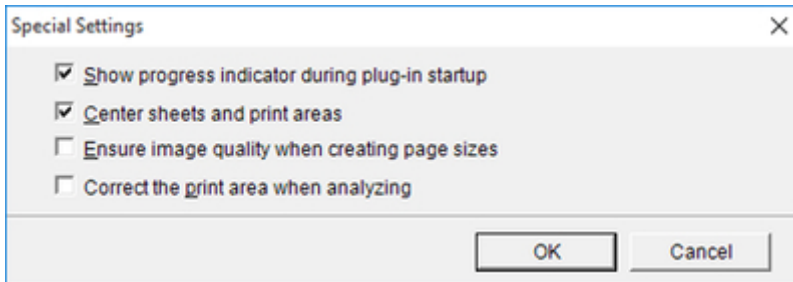 Special Settings
Show progress indicator during plug-in startup
Center sheets and print areas
Ensure image quality when creating page sizes
Correct the print area when analyzing
OK Cancel